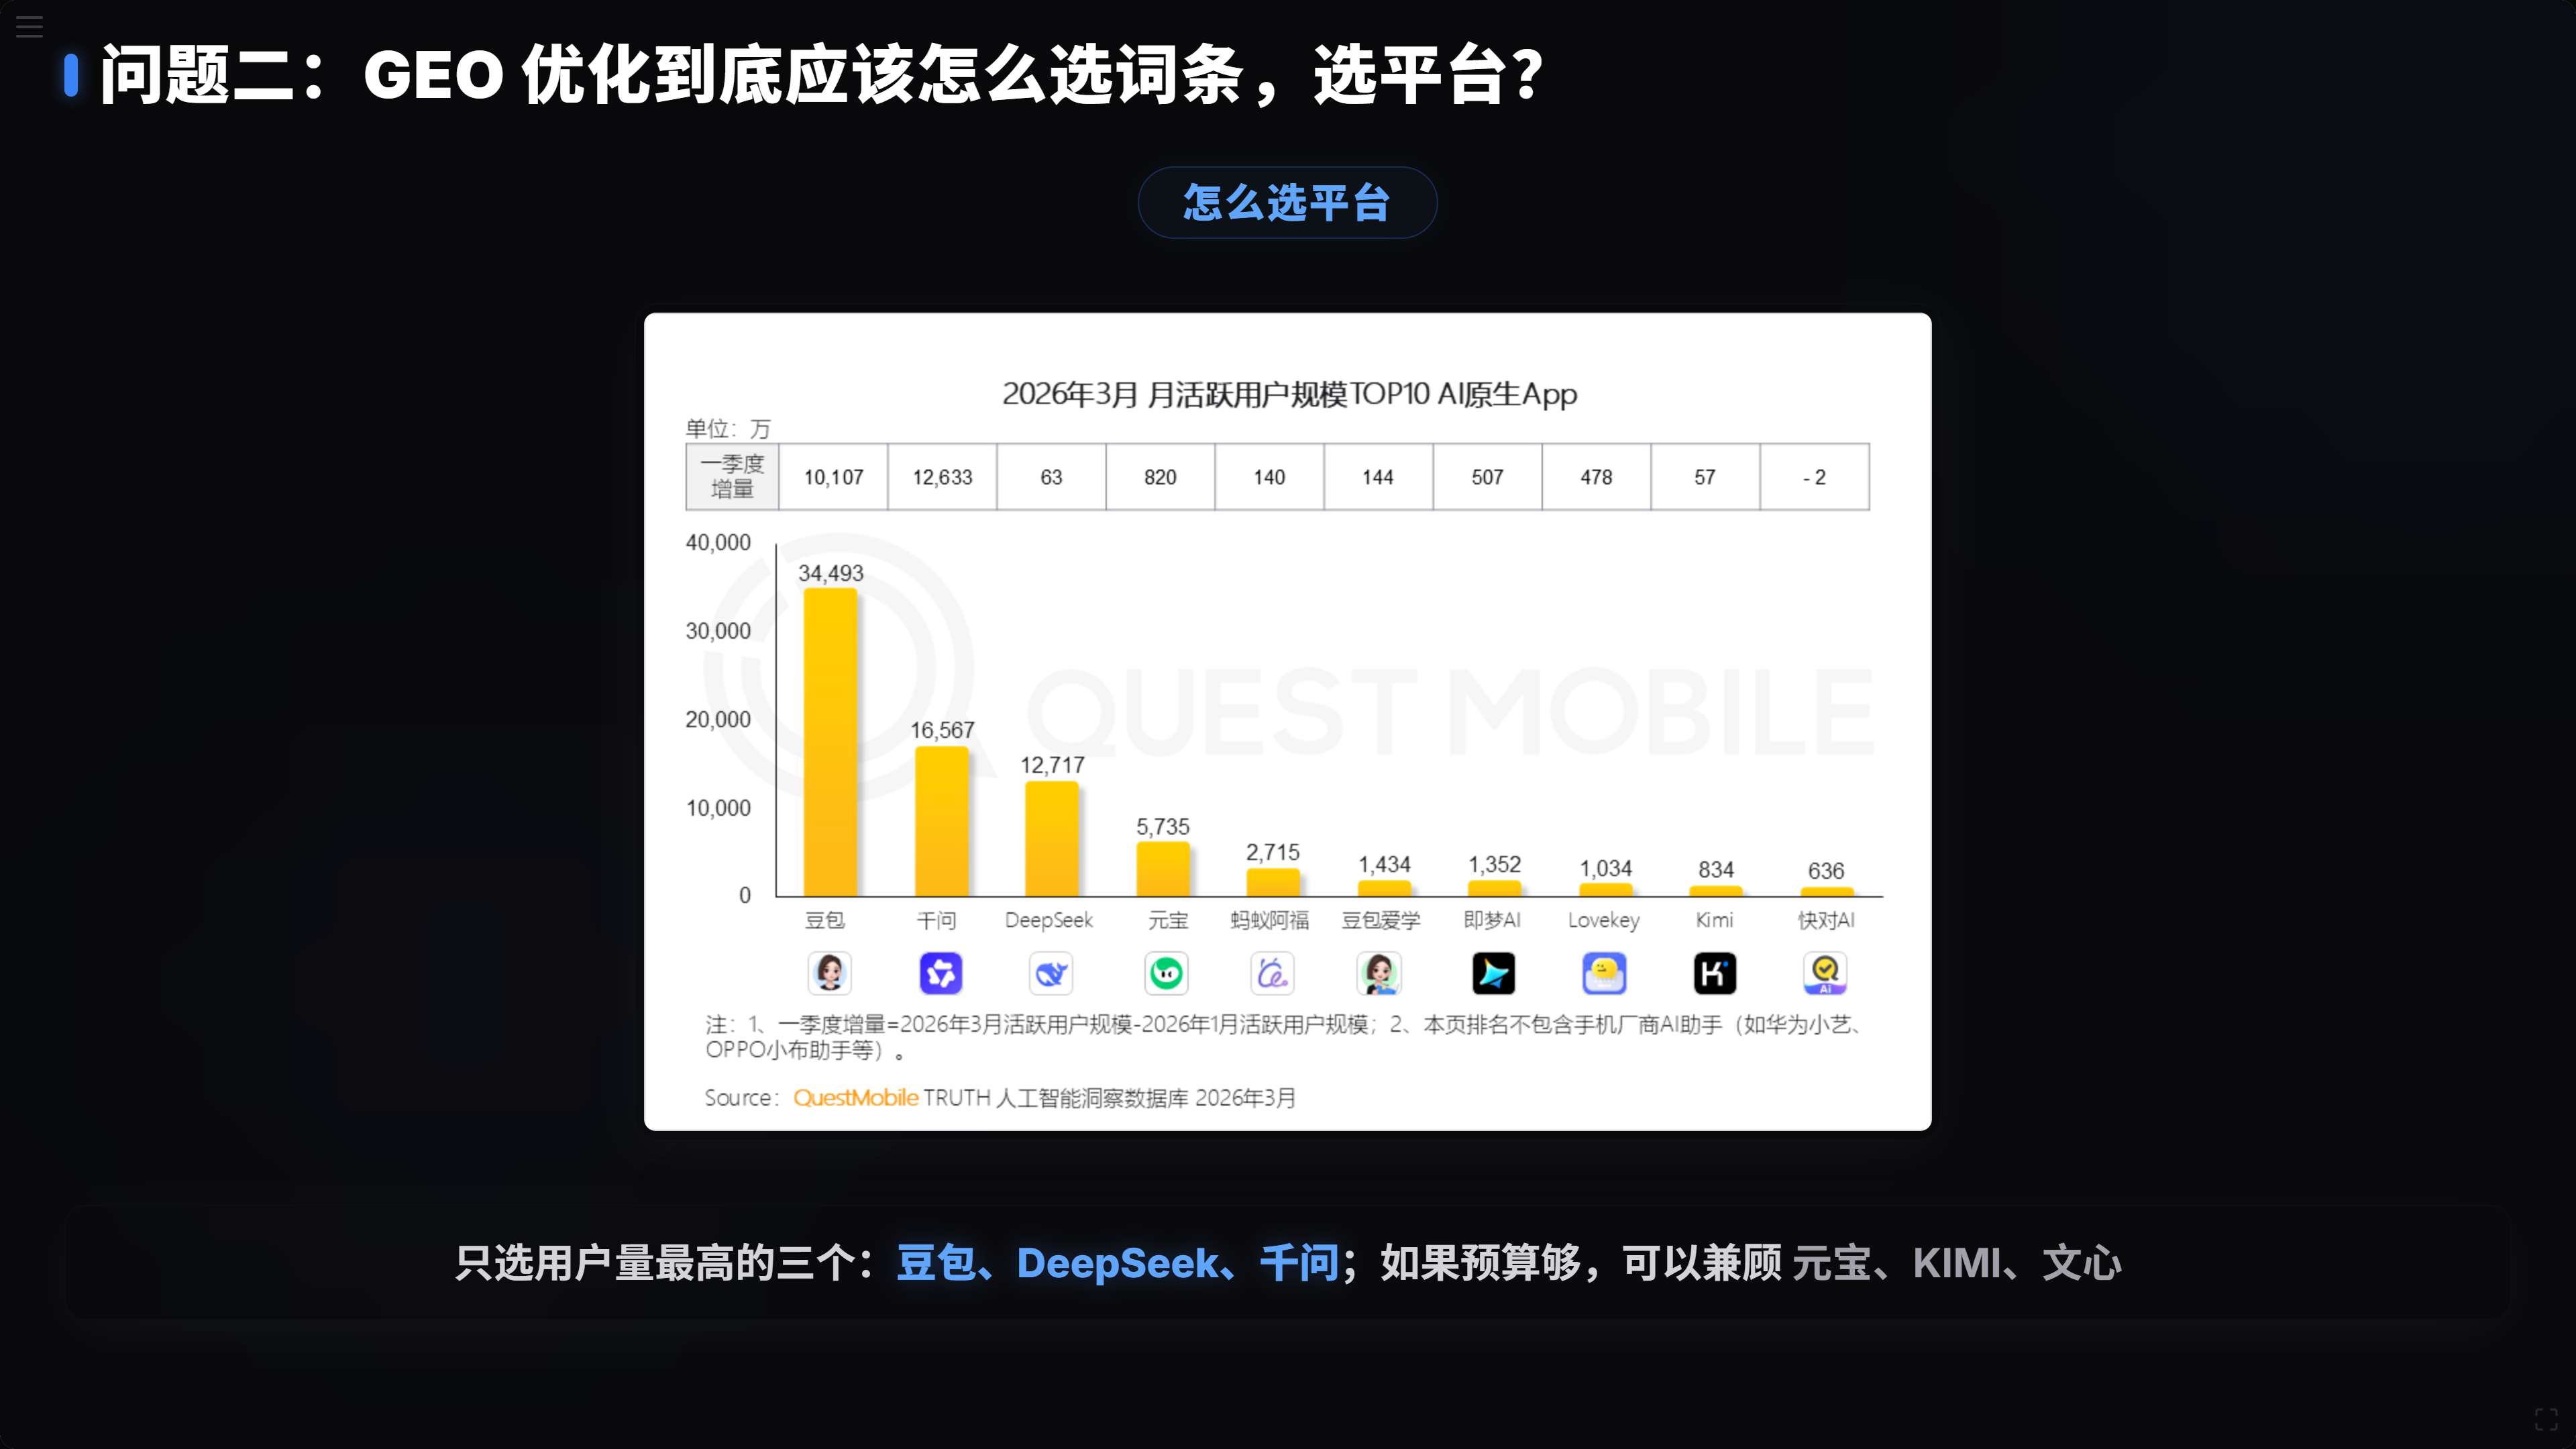 问题二：GEO 优化到底应该怎么选词条，选平台？
怎么选平台
2026年3月 月活跃用户规模TOP10 AI原生App
单位：万
一季度
增量
10,107 12,633 63 820 140 144 507 478 57 - 2
40,000
30,000
20,000
10,000
0
34,493
16,567
12,717
5,735
2,715
1,434
1,352
1,034
834
636
QUEST MOBILE
豆包 千问 DeepSeek 元宝 蚂蚁阿福 豆包爱学 即梦AI Lovekey Kimi 快对AI
Ai
注：1、一季度增量=2026年3月活跃用户规模-2026年1月活跃用户规模；2、本页排名不包含手机厂商AI助手（如华为小艺、
OPPO小布助手等）。
Source：QuestMobile TRUTH 人工智能洞察数据库 2026年3月
只选用户量最高的三个：豆包、DeepSeek、千问；如果预算够，可以兼顾 元宝、KIMI、文心